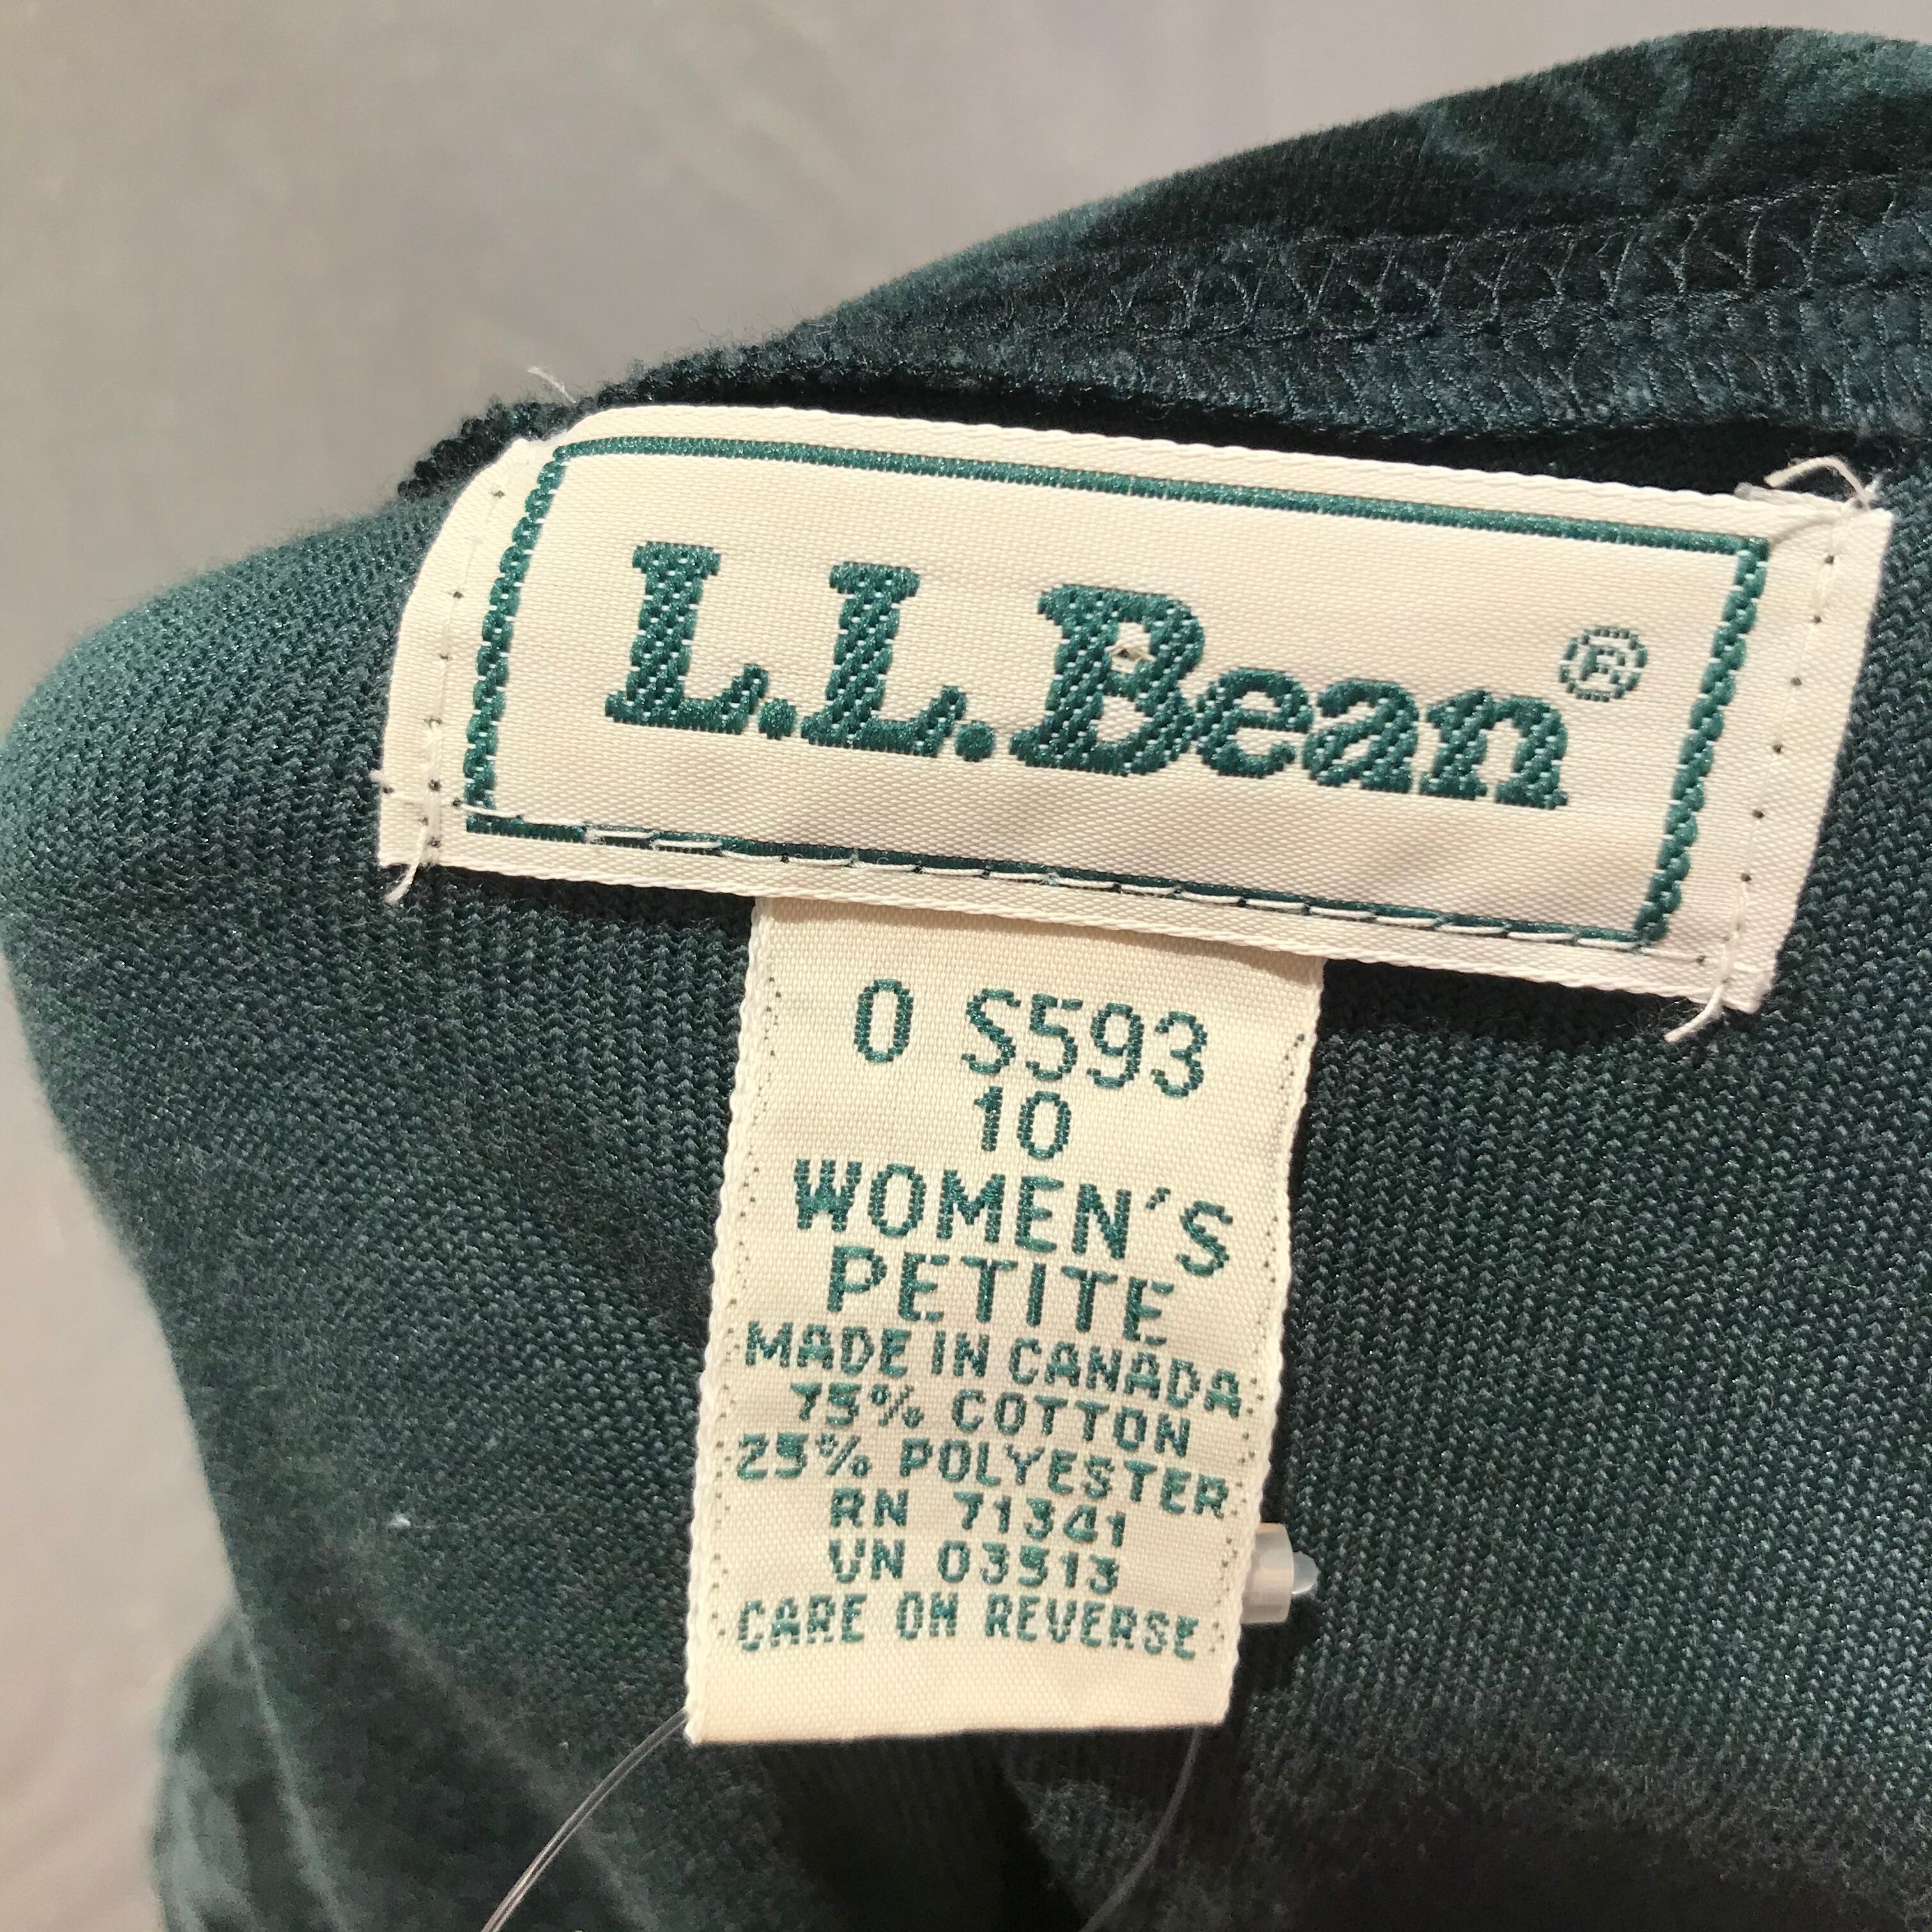 L.L.Bean®
0 S593
10
WOMEN'S
PETITE
MADE IN CANADA
75% COTTON
25% POLYESTER
RN 71341
UN 03513
CARE ON REVERSE